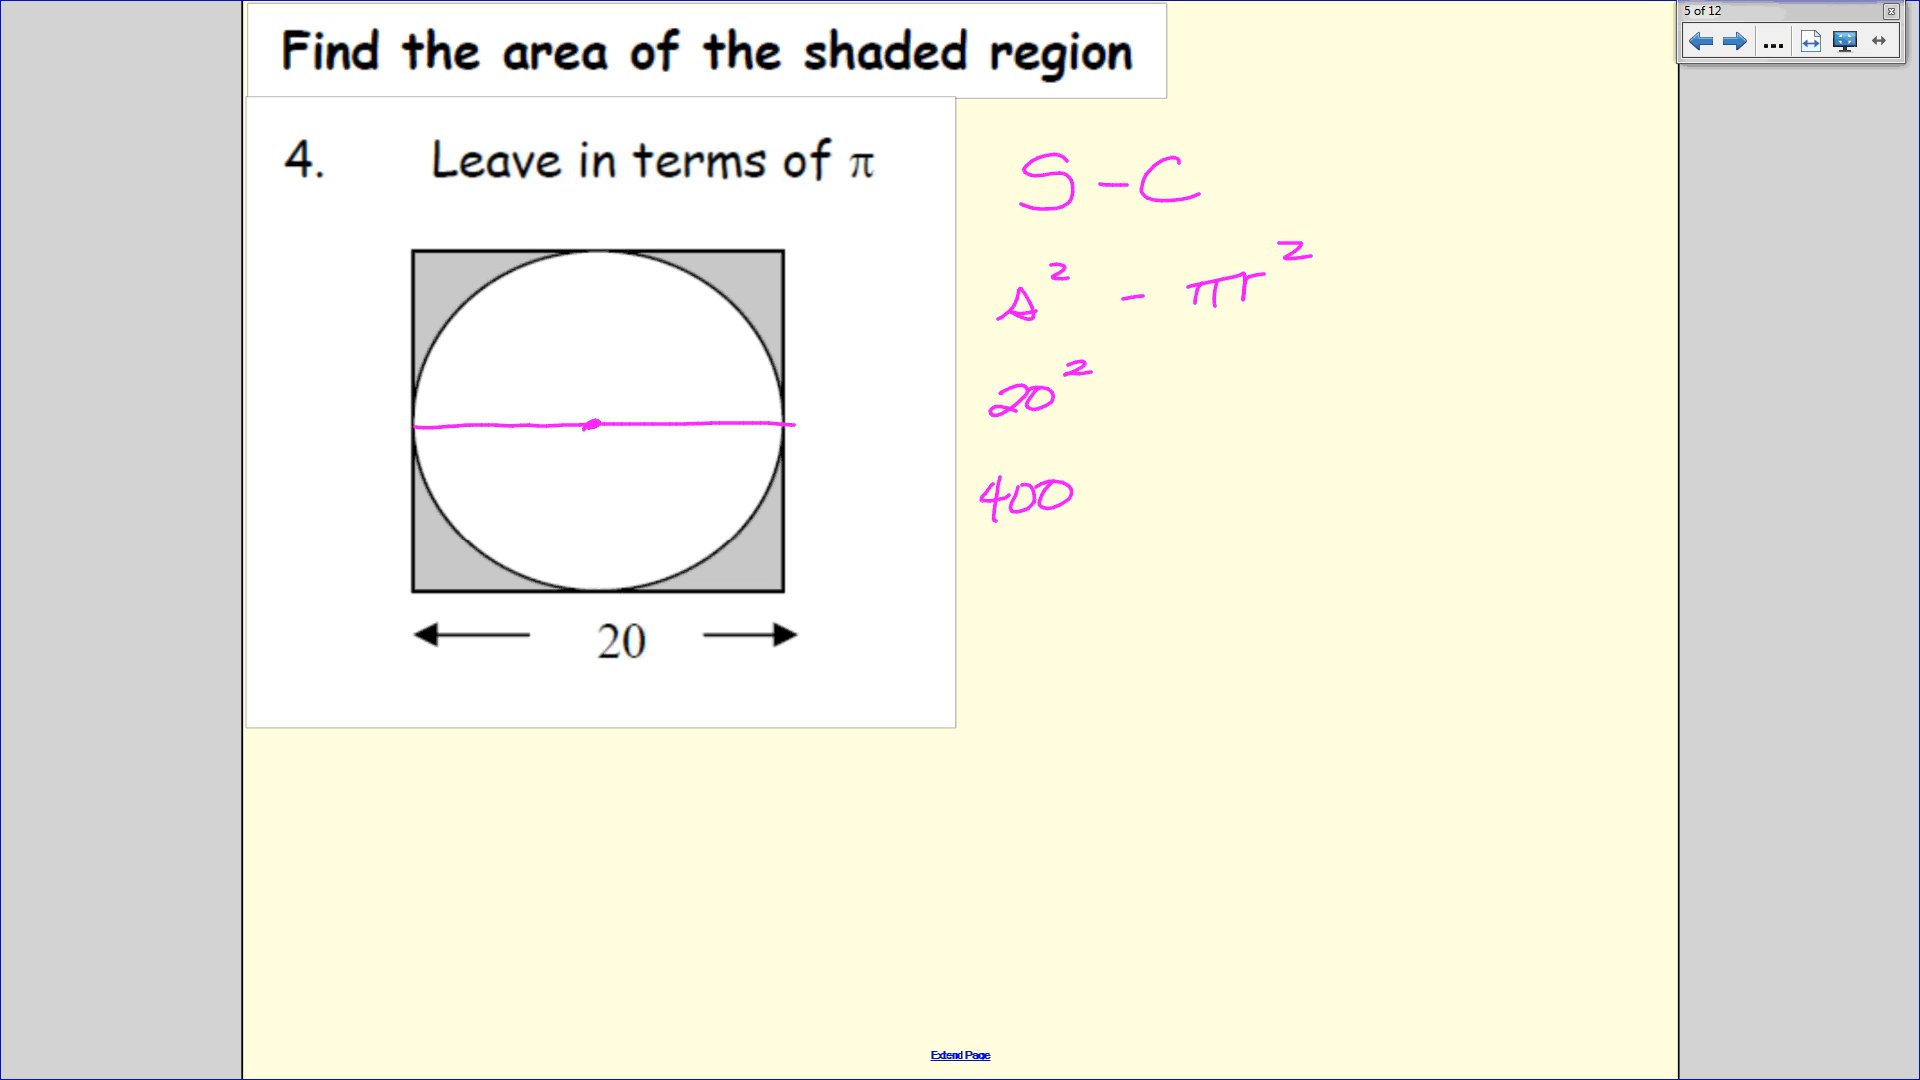 5 of 12
Find the area of the shaded region
4. Leave in terms of π
20
S - C
s² - πr²
20²
400
Extend Page